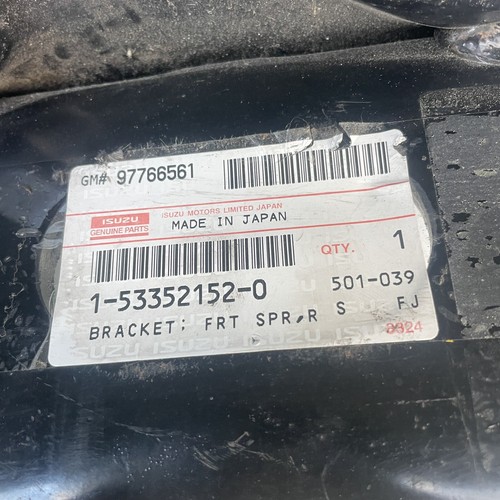 GM# 97766561
ISUZU
GENUINE PARTS
ISUZU MOTORS LIMITED JAPAN
MADE IN JAPAN
QTY. 1
1-53352152-0 501-039
BRACKET; FRT SPR,R S FJ
0324